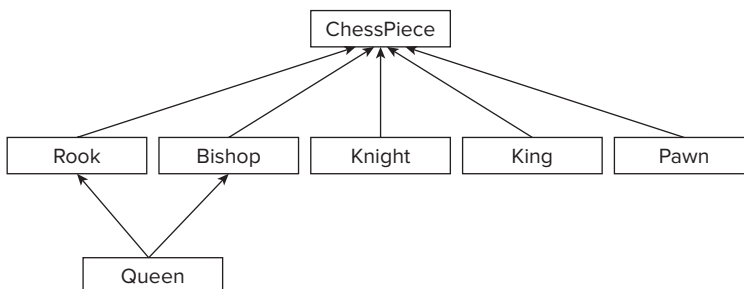 ChessPiece
Rook
Bishop
Knight
King
Pawn
Queen